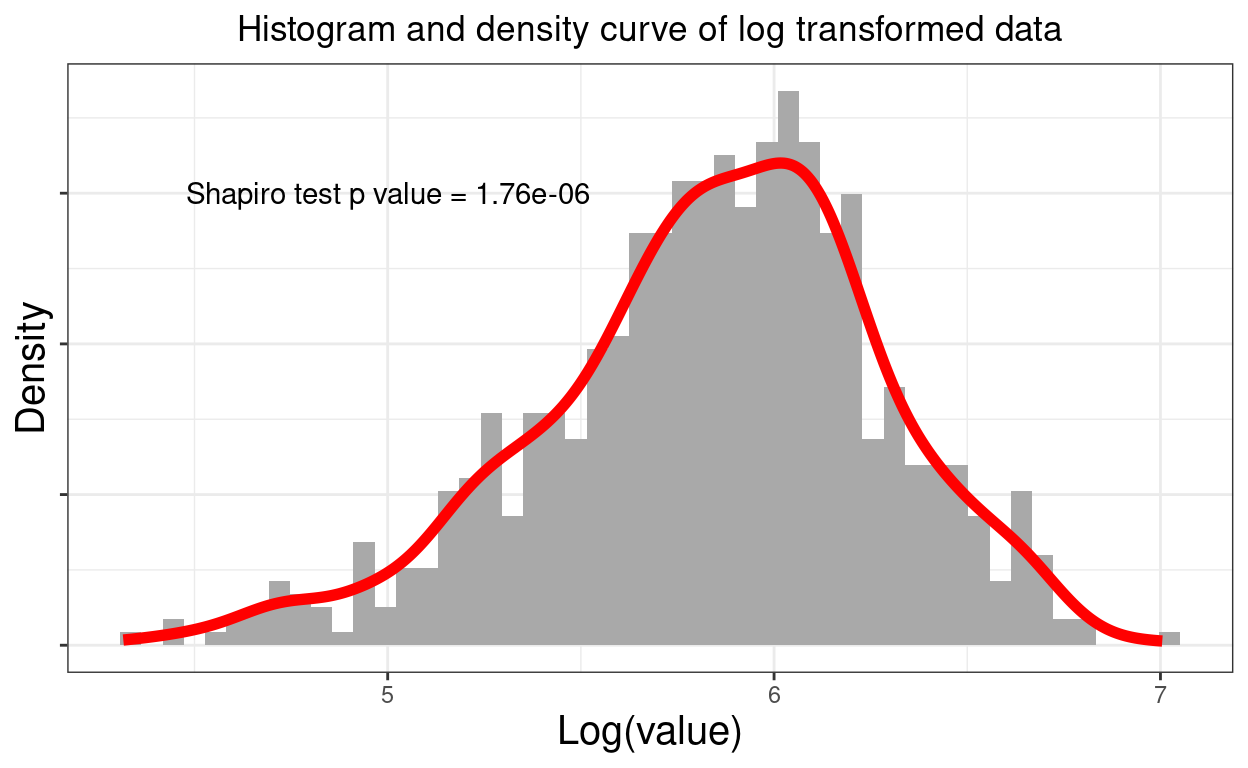 Histogram and density curve of log transformed data
Shapiro test p value = 1.76e-06
Density
5
6
7
Log(value)